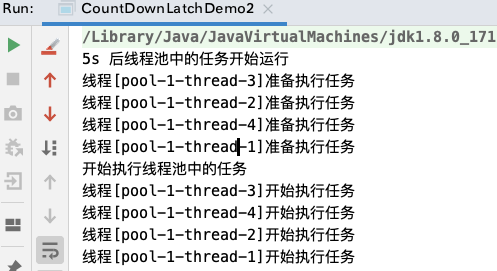 Run:
CountDownLatchDemo2
/Library/Java/JavaVirtualMachines/jdk1.8.0_171
5s 后线程池中的任务开始运行
线程[pool-1-thread-3]准备执行任务
线程[pool-1-thread-2]准备执行任务
线程[pool-1-thread-4]准备执行任务
线程[pool-1-thread-1]准备执行任务
开始执行线程池中的任务
线程[pool-1-thread-3]开始执行任务
线程[pool-1-thread-4]开始执行任务
线程[pool-1-thread-2]开始执行任务
线程[pool-1-thread-1]开始执行任务